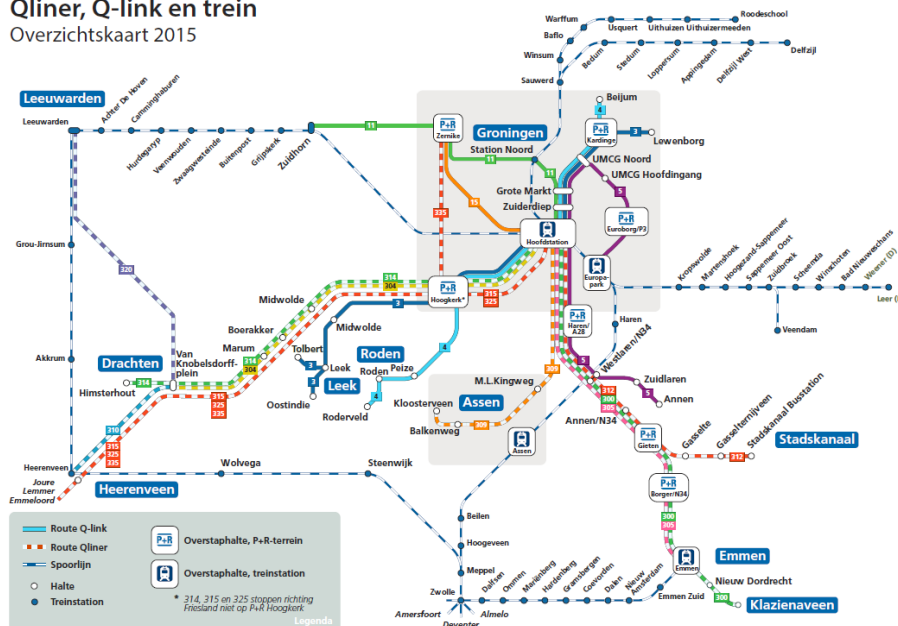 Qliner, Q-link en trein
Overzichtskaart 2015
Warffum
Baflo
Winsum
Sauwerd
Usquert
Uithuizen
Uithuizermeeden
Roodeschool
Bedum
Stedum
Loppersum
Appingedam
Delfzijl West
Delfzijl
Leeuwarden
Leeuwarden
Achter De Hoven
Camminghaburen
Hurdegaryp
Veenwouden
Zwaagwesteinde
Buitenpost
Grijpskerk
Zuidhorn
11
P+R
Zernike
Groningen
Station Noord
11
11
Beijum
4
P+R
Kardinge
3
Lewenborg
UMCG Noord
UMCG Hoofdingang
5
Grote Markt
Zuiderdiep
15
335
Hoofdstation
P+R
Euroborg/P3
Europa-
park
Grou-Jirnsum
320
Kropswolde
Martenshoek
Hoogezand-Sappemeer
Sappemeer Oost
Zuidbroek
Scheemda
Winschoten
Bad Nieuweschans
Weener (D)
Leer (
Veendam
314
304
P+R
Hoogkerk*
315
325
3
Midwolde
Midwolde
Boerakker
Marum
314
304
P+R
Haren/
A28
Haren
Akkrum
Drachten
Van
Knobelsdorff-
plein
314
Himsterhout
315
325
335
Tolbert
3
Leek
3
Leek
Oostindie
Roden
Roden
Peize
4
4
Roderveld
309
Westlaren/N34
5
Zuidlaren
5
Annen
M.L.Kingweg
Kloosterveen
Assen
Balkenweg
309
Assen
312
300
305
Annen/N34
P+R
Gieten
Gasselte
Gasselternijveen
Stadskanaal Busstation
312
Stadskanaal
310
315
325
335
Heerenveen
Joure
Lemmer
Emmeloord
Heerenveen
Wolvega
Steenwijk
P+R
Borger/N34
300
305
Beilen
Hoogeveen
Meppel
Zwolle
Amersfoort
Deventer
Almelo
Dalfsen
Ommen
Mariënberg
Hardenberg
Gramsbergen
Coevorden
Dalen
Nieuw
Amsterdam
Emmen Zuid
Emmen
Emmen
Nieuw Dordrecht
300
Klazienaveen
Route Q-link
Route Qliner
Spoorlijn
Halte
Treinstation
P+R
Overstaphalte, P+R-terrein
Overstaphalte, treinstation
* 314, 315 en 325 stoppen richting
Friesland niet op P+R Hoogkerk
Legenda